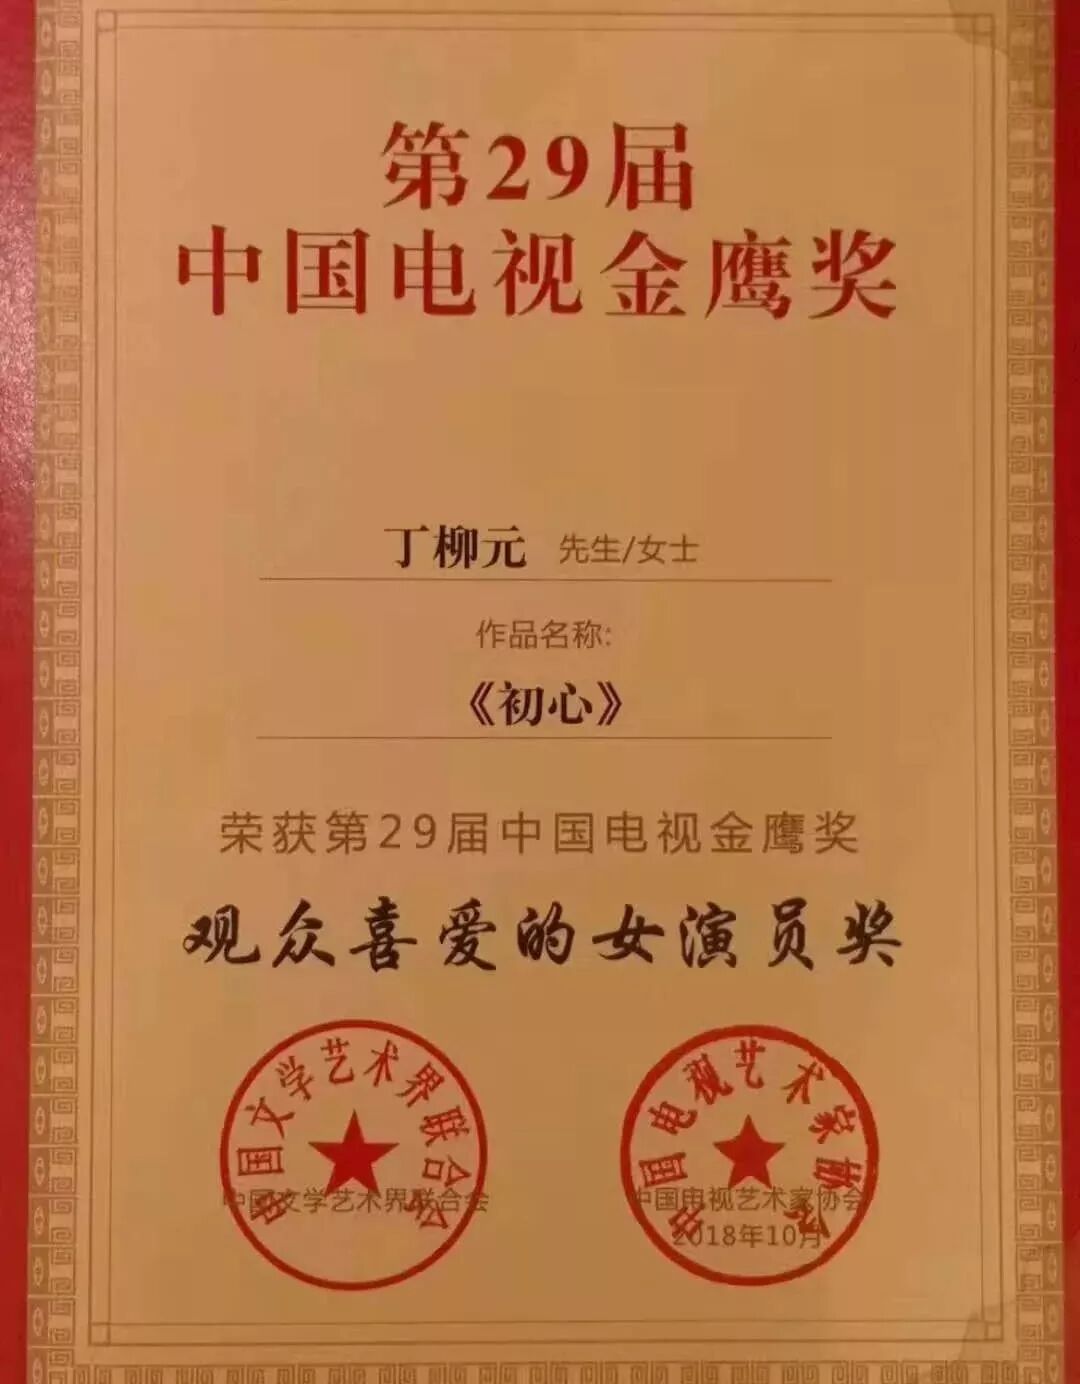 第29届
中国电视金鹰奖
丁柳元 先生/女士
作品名称:
《初心》
荣获第29届中国电视金鹰奖
观众喜爱的女演员奖
中国文学艺术界联合会
中国文学艺术界联合会
中国电视艺术家协会
中国电视艺术家协会
2018年10月